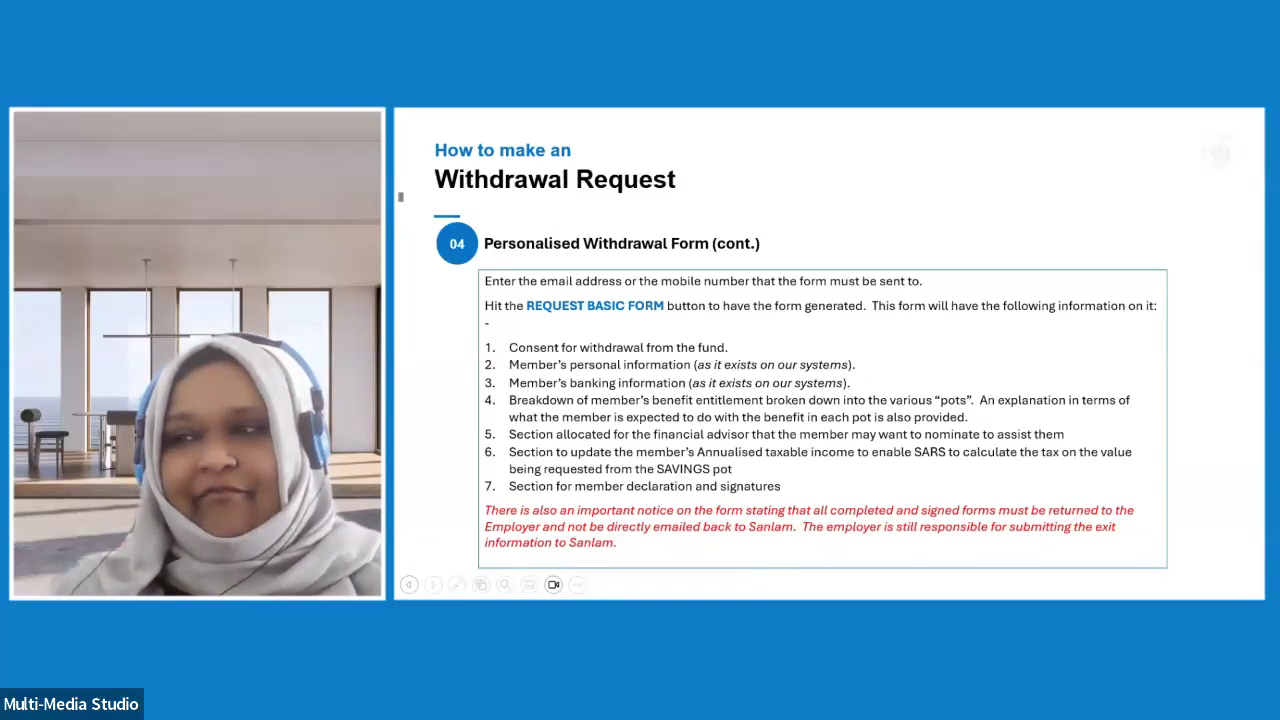 How to make an
Withdrawal Request
04
Personalised Withdrawal Form (cont.)
Enter the email address or the mobile number that the form must be sent to.
Hit the REQUEST BASIC FORM button to have the form generated. This form will have the following information on it:
-
1. Consent for withdrawal from the fund.
2. Member's personal information (as it exists on our systems).
3. Member's banking information (as it exists on our systems).
4. Breakdown of member's benefit entitlement broken down into the various “pots”. An explanation in terms of
what the member is expected to do with the benefit in each pot is also provided.
5. Section allocated for the financial advisor that the member may want to nominate to assist them
6. Section to update the member's Annualised taxable income to enable SARS to calculate the tax on the value
being requested from the SAVINGS pot
7. Section for member declaration and signatures
There is also an important notice on the form stating that all completed and signed forms must be returned to the
Employer and not be directly emailed back to Sanlam. The employer is still responsible for submitting the exit
information to Sanlam.
Multi-Media Studio